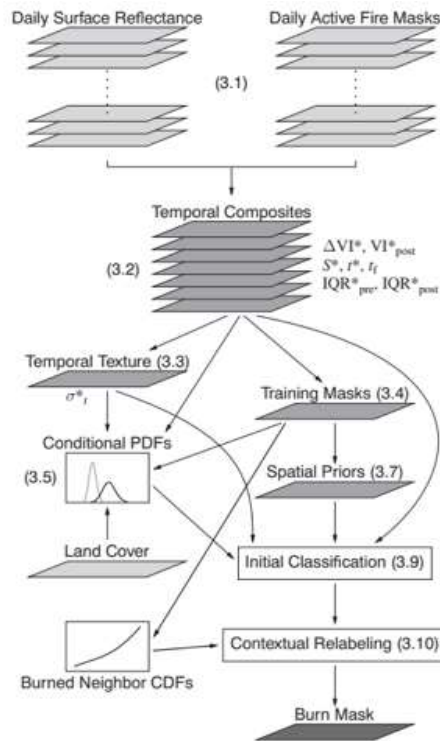 Daily Surface Reflectance
Daily Active Fire Masks
(3.1)
Temporal Composites
(3.2)
ΔVI*, VI*post
S*, t*, tf
IQR*pre, IQR*post
Temporal Texture (3.3)
σ*t
Training Masks (3.4)
Conditional PDFs
(3.5)
Spatial Priors (3.7)
Land Cover
Initial Classification (3.9)
Contextual Relabeling (3.10)
Burned Neighbor CDFs
Burn Mask